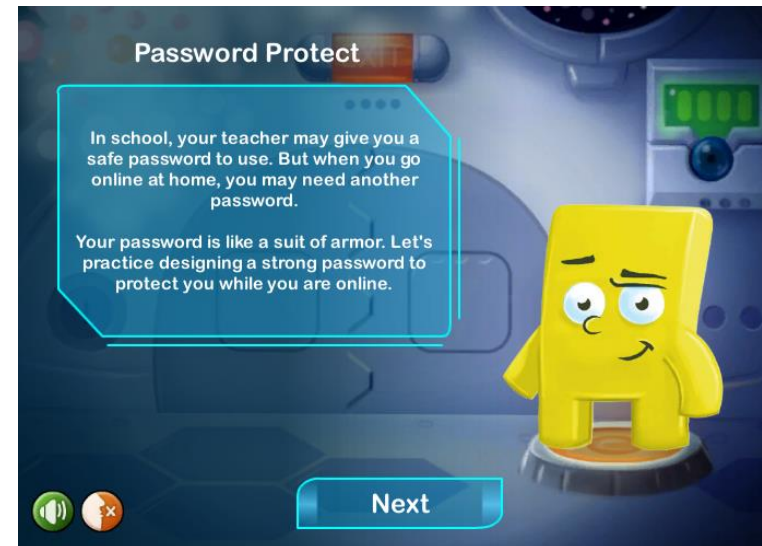 Password Protect
EXIT
In school, your teacher may give you a
safe password to use. But when you go
online at home, you may need another
password.
Your password is like a suit of armor. Let's
practice designing a strong password to
protect you while you are online.
Next